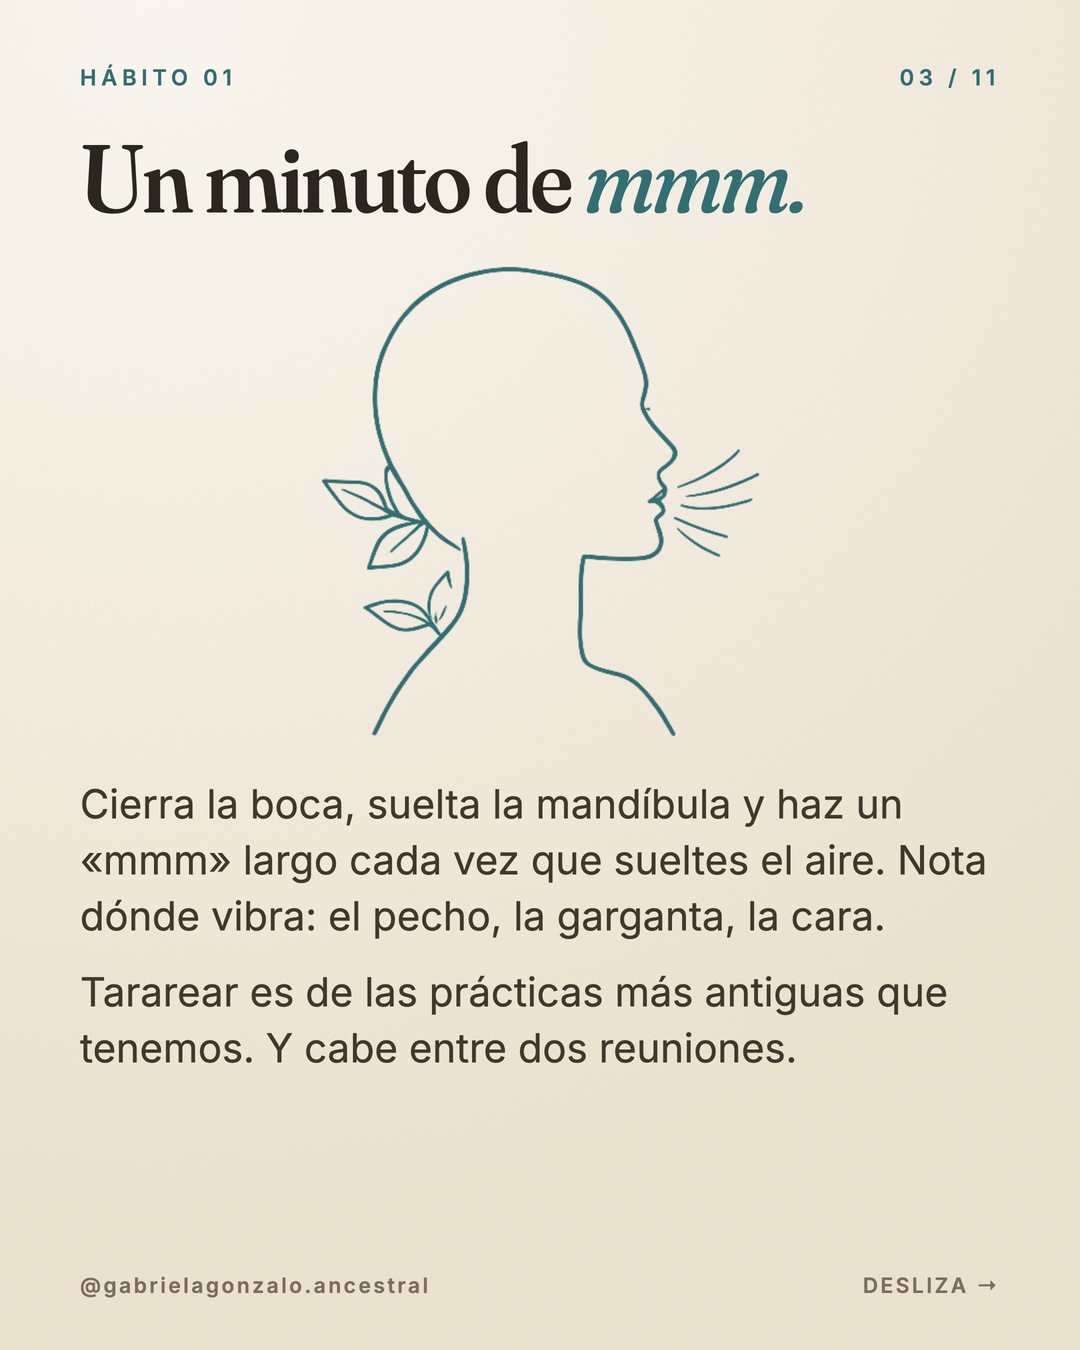 HÁBITO 01
03 / 11
Un minuto de mmm.
Cierra la boca, suelta la mandíbula y haz un
«mmm» largo cada vez que sueltes el aire. Nota
dónde vibra: el pecho, la garganta, la cara.
Tararear es de las prácticas más antiguas que
tenemos. Y cabe entre dos reuniones.
@gabrielagonzalo.ancestral
DESLIZA →